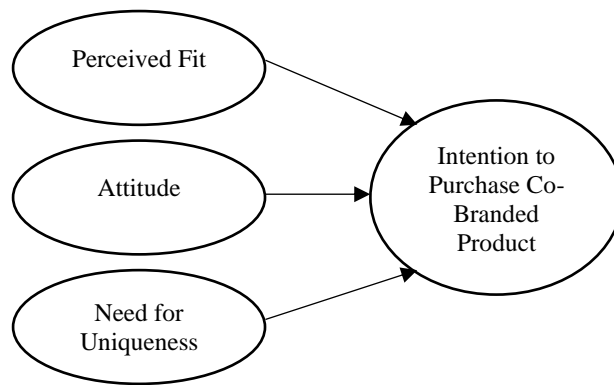 Perceived Fit
Attitude
Need for
Uniqueness
Intention to
Purchase Co-
Branded
Product